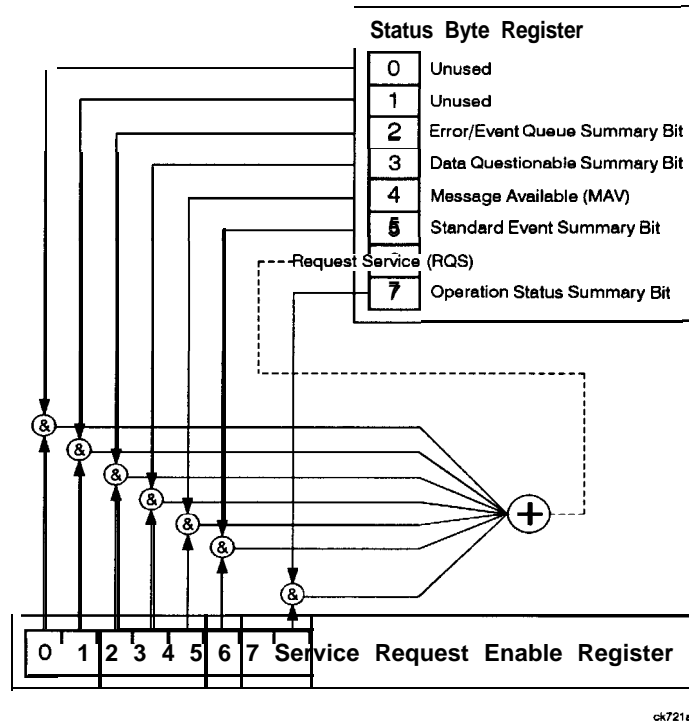 Status Byte Register
0 Unused
1 Unused
2 Error/Event Queue Summary Bit
3 Data Questionable Summary Bit
4 Message Available (MAV)
5 Standard Event Summary Bit
Request Service (RQS)
7 Operation Status Summary Bit
&
&
&
&
&
&
&
+
0 1 2 3 4 5 6 7 Service Request Enable Register
ck721a